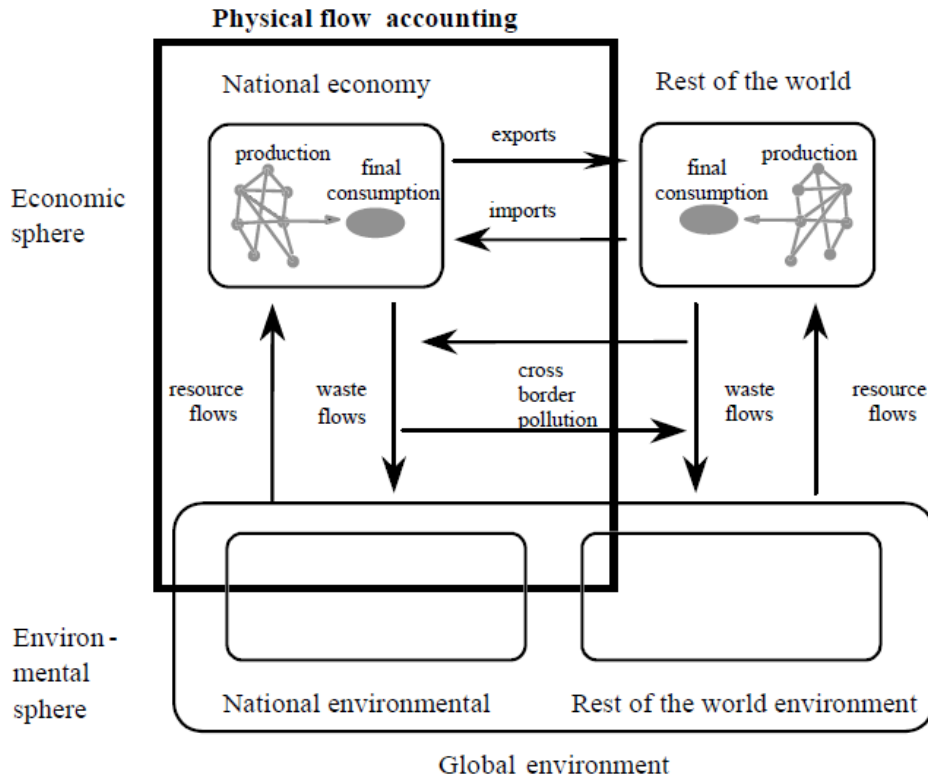 Physical flow accounting
National economy
Rest of the world
production
final
consumption
exports
imports
final
consumption
production
Economic
sphere
resource
flows
waste
flows
cross
border
pollution
waste
flows
resource
flows
Environ -
mental
sphere
National environmental
Rest of the world environment
Global environment